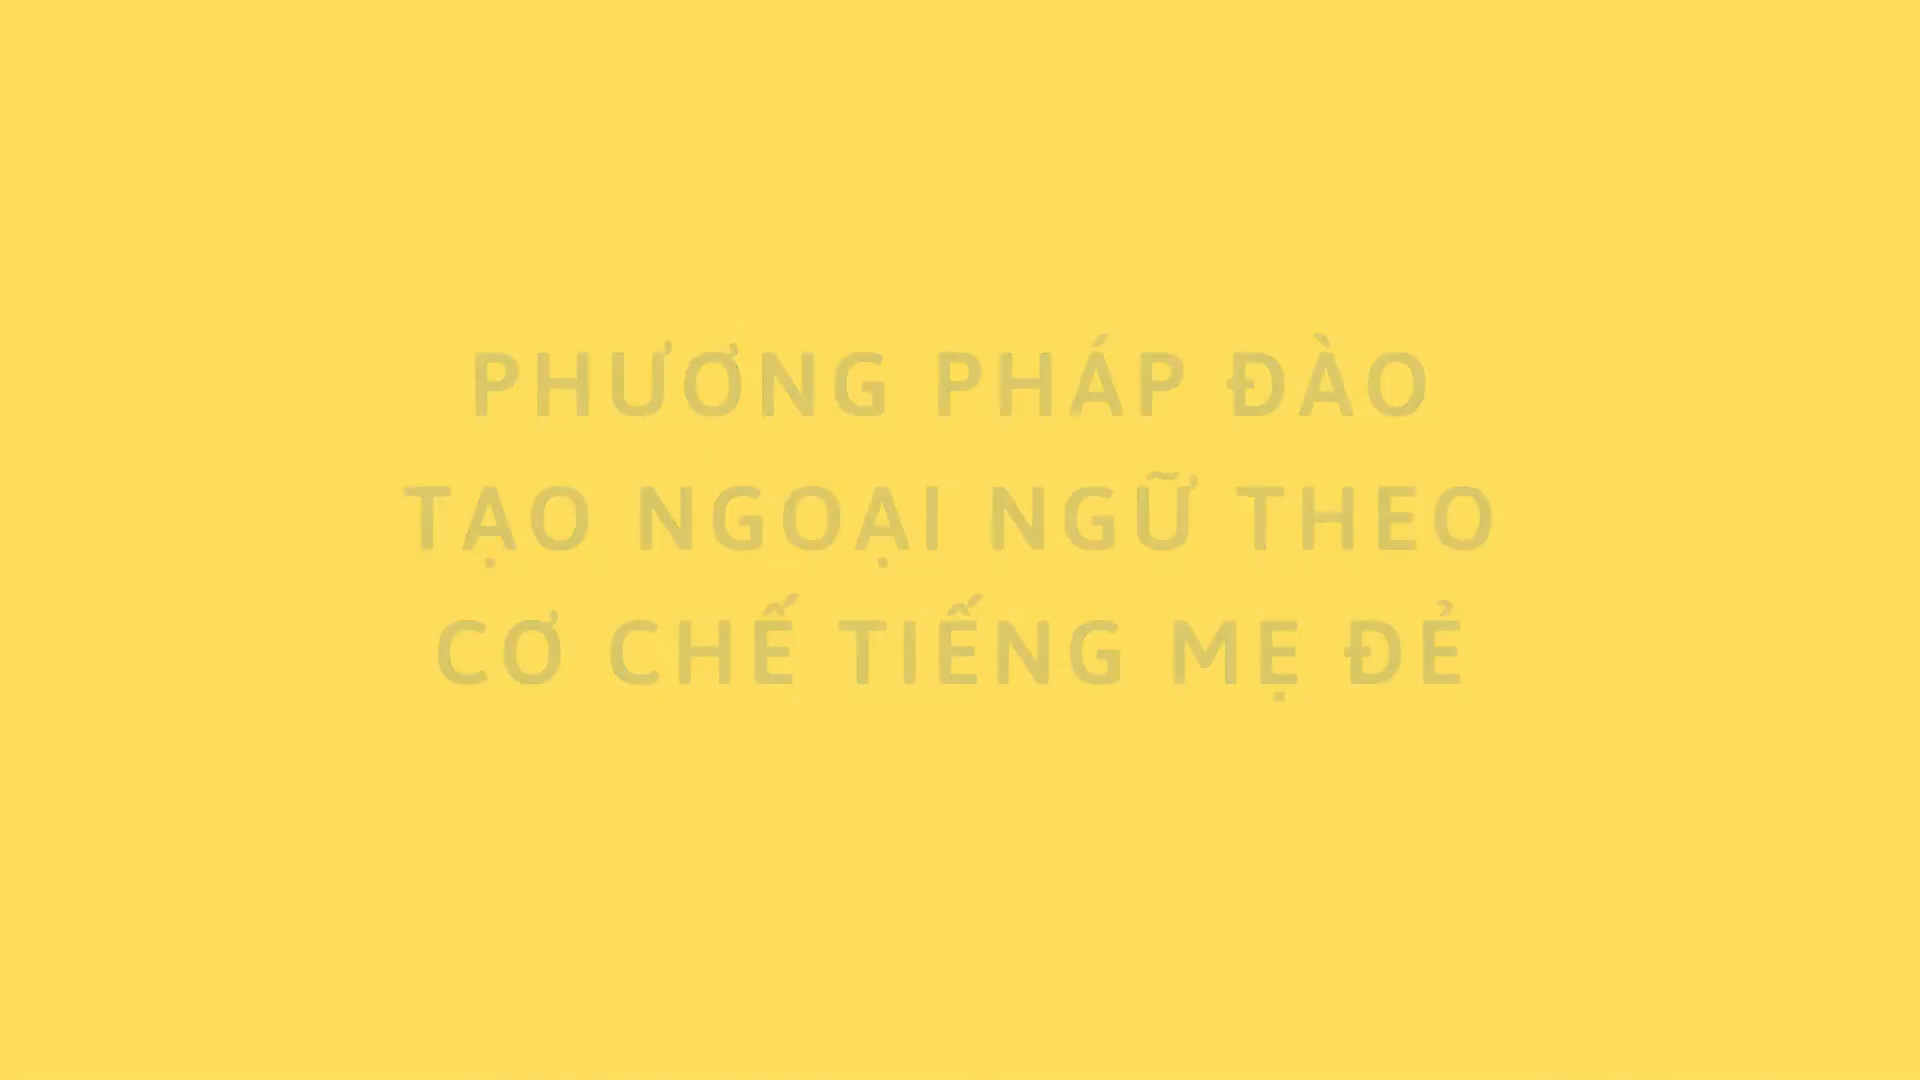 PHƯƠNG PHÁP ĐÀO
TẠO NGOẠI NGỮ THEO
CƠ CHẾ TIẾNG MẸ ĐẺ